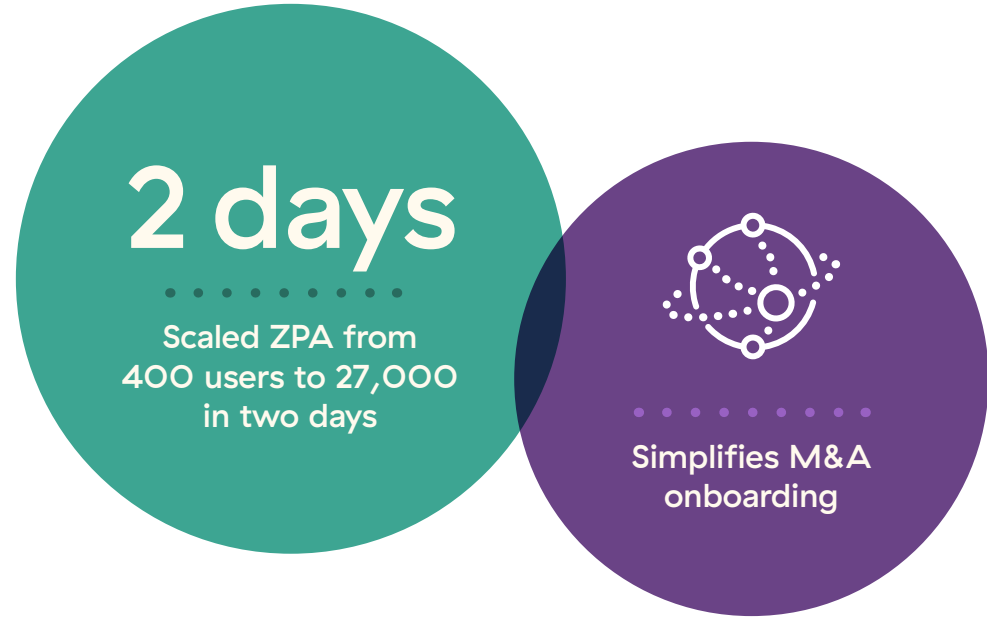 2 days
Scaled ZPA from
400 users to 27,000
in two days
Simplifies M&A
onboarding